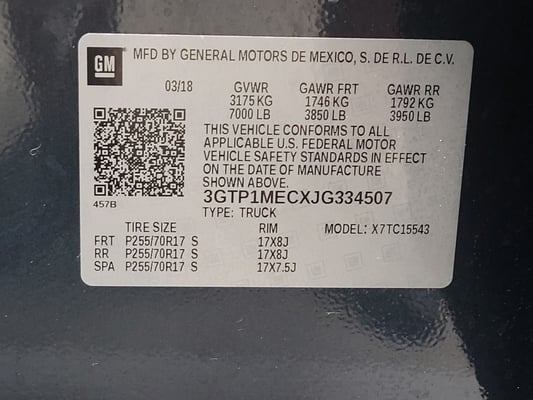 GM
MFD BY GENERAL MOTORS DE MEXICO, S. DE R.L. DE C.V.
03/18 GVWR GAWR FRT GAWR RR
3175 KG 1746 KG 1792 KG
7000 LB 3850 LB 3950 LB
THIS VEHICLE CONFORMS TO ALL
APPLICABLE U.S. FEDERAL MOTOR
VEHICLE SAFETY STANDARDS IN EFFECT
ON THE DATE OF MANUFACTURE
SHOWN ABOVE.
3GTP1MECXJG334507
457B
TYPE: TRUCK
TIRE SIZE RIM MODEL: X7TC15543
FRT P255/70R17 S 17X8J
RR P255/70R17 S 17X8J
SPA P255/70R17 S 17X7.5J